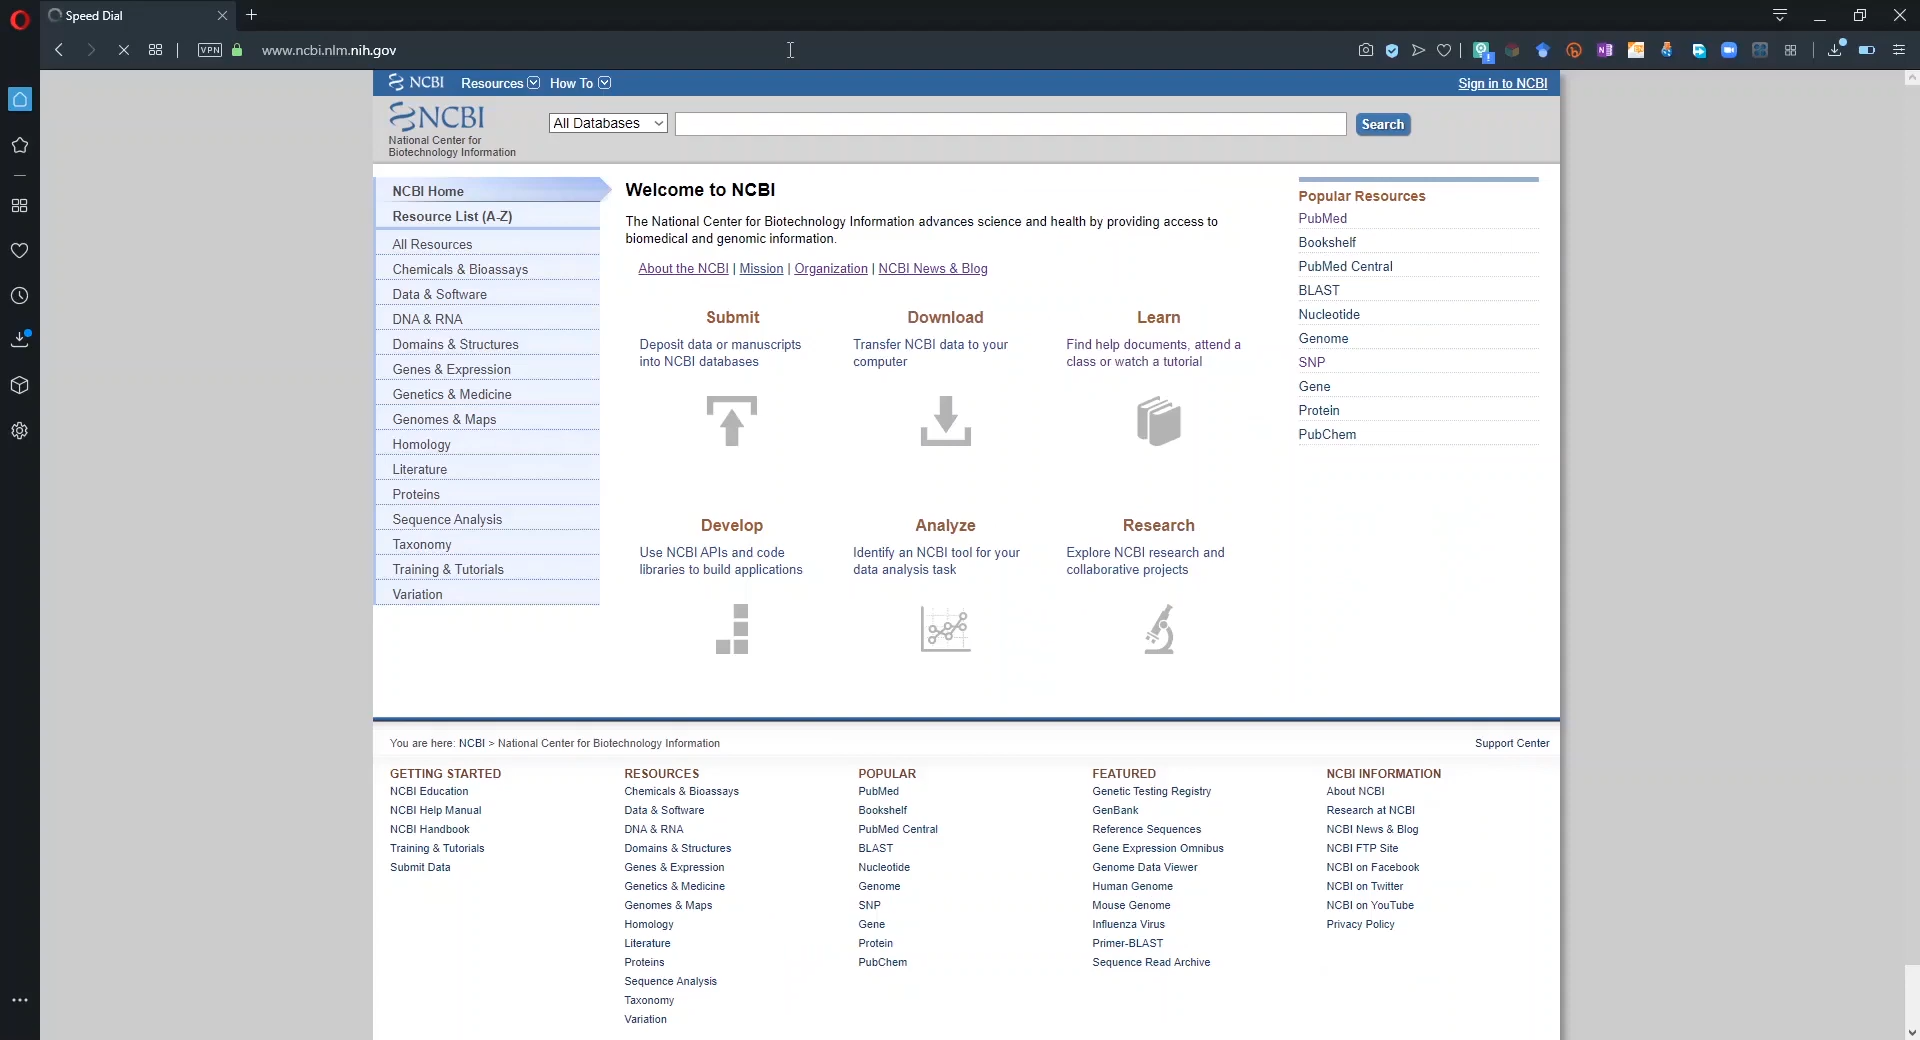 Speed Dial
VPN
www.ncbi.nlm.nih.gov
NCBI
Resources
How To
Sign in to NCBI
NCBI
National Center for
Biotechnology Information
All Databases
Search
NCBI Home
Resource List (A-Z)
All Resources
Chemicals & Bioassays
Data & Software
DNA & RNA
Domains & Structures
Genes & Expression
Genetics & Medicine
Genomes & Maps
Homology
Literature
Proteins
Sequence Analysis
Taxonomy
Training & Tutorials
Variation
Welcome to NCBI
The National Center for Biotechnology Information advances science and health by providing access to
biomedical and genomic information.
About the NCBI | Mission | Organization | NCBI News & Blog
Submit
Deposit data or manuscripts
into NCBI databases
Download
Transfer NCBI data to your
computer
Learn
Find help documents, attend a
class or watch a tutorial
Develop
Use NCBI APIs and code
libraries to build applications
Analyze
Identify an NCBI tool for your
data analysis task
Research
Explore NCBI research and
collaborative projects
Popular Resources
PubMed
Bookshelf
PubMed Central
BLAST
Nucleotide
Genome
SNP
Gene
Protein
PubChem
You are here: NCBI > National Center for Biotechnology Information
Support Center
GETTING STARTED
NCBI Education
NCBI Help Manual
NCBI Handbook
Training & Tutorials
Submit Data
RESOURCES
Chemicals & Bioassays
Data & Software
DNA & RNA
Domains & Structures
Genes & Expression
Genetics & Medicine
Genomes & Maps
Homology
Literature
Proteins
Sequence Analysis
Taxonomy
Variation
POPULAR
PubMed
Bookshelf
PubMed Central
BLAST
Nucleotide
Genome
SNP
Gene
Protein
PubChem
FEATURED
Genetic Testing Registry
GenBank
Reference Sequences
Gene Expression Omnibus
Genome Data Viewer
Human Genome
Mouse Genome
Influenza Virus
Primer-BLAST
Sequence Read Archive
NCBI INFORMATION
About NCBI
Research at NCBI
NCBI News & Blog
NCBI FTP Site
NCBI on Facebook
NCBI on Twitter
NCBI on YouTube
Privacy Policy